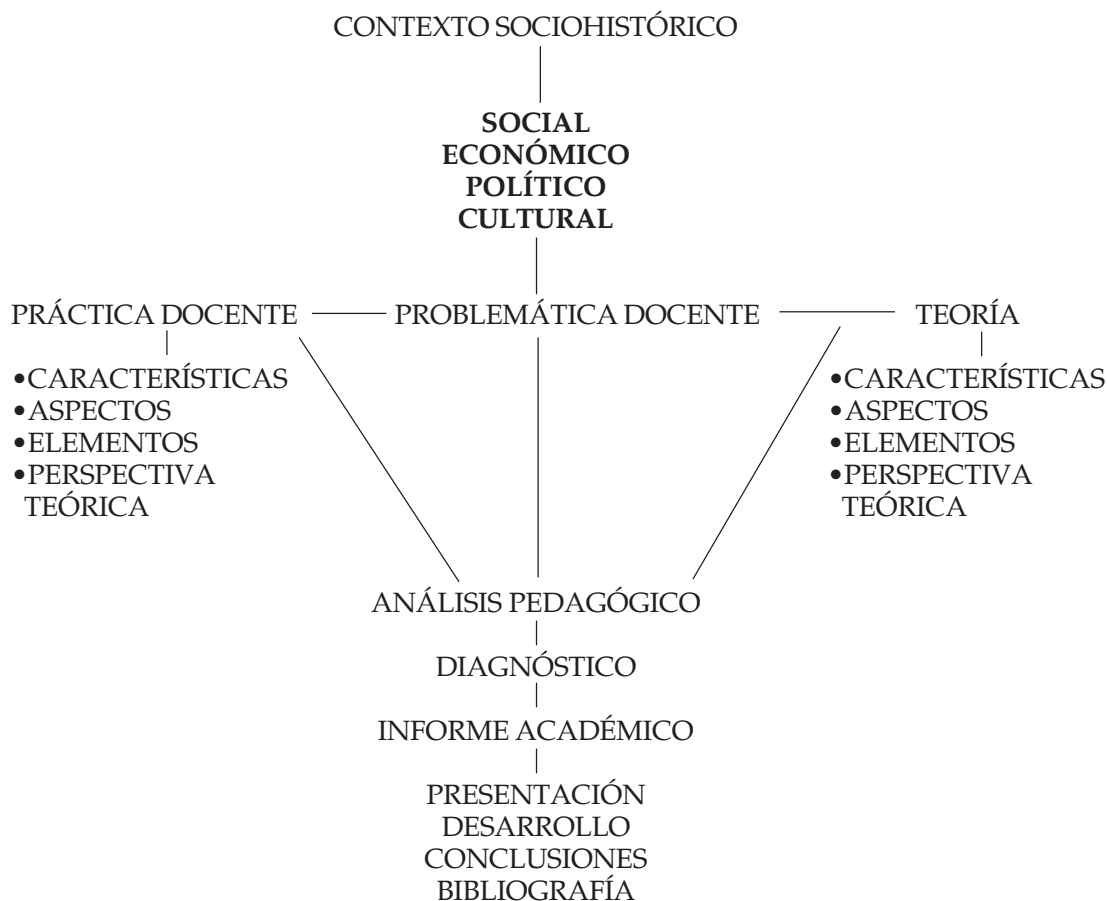 CONTEXTO SOCIOHISTÓRICO
SOCIAL
ECONÓMICO
POLÍTICO
CULTURAL
PRÁCTICA DOCENTE
PROBLEMÁTICA DOCENTE
TEORÍA
•CARACTERÍSTICAS
•ASPECTOS
•ELEMENTOS
•PERSPECTIVA
TEÓRICA
•CARACTERÍSTICAS
•ASPECTOS
•ELEMENTOS
•PERSPECTIVA
TEÓRICA
ANÁLISIS PEDAGÓGICO
DIAGNÓSTICO
INFORME ACADÉMICO
PRESENTACIÓN
DESARROLLO
CONCLUSIONES
BIBLIOGRAFÍA